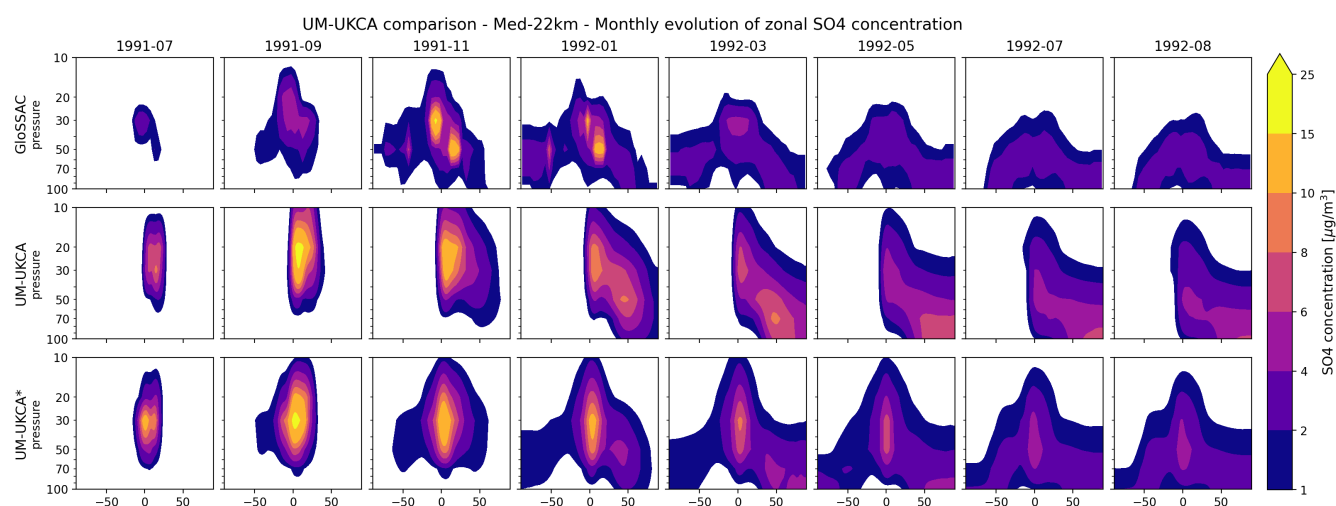 UM-UKCA comparison - Med-22km - Monthly evolution of zonal SO4 concentration
1991-07 1991-09 1991-11 1992-01 1992-03 1992-05 1992-07 1992-08
GloSSAC
pressure
10
20
30
50
70
100
UM-UKCA
pressure
10
20
30
50
70
100
UM-UKCA*
pressure
10
20
30
50
70
100
−50 0 50 −50 0 50 −50 0 50 −50 0 50 −50 0 50 −50 0 50 −50 0 50 −50 0 50
25
15
10
8
6
4
2
1
SO4 concentration [μg/m³]